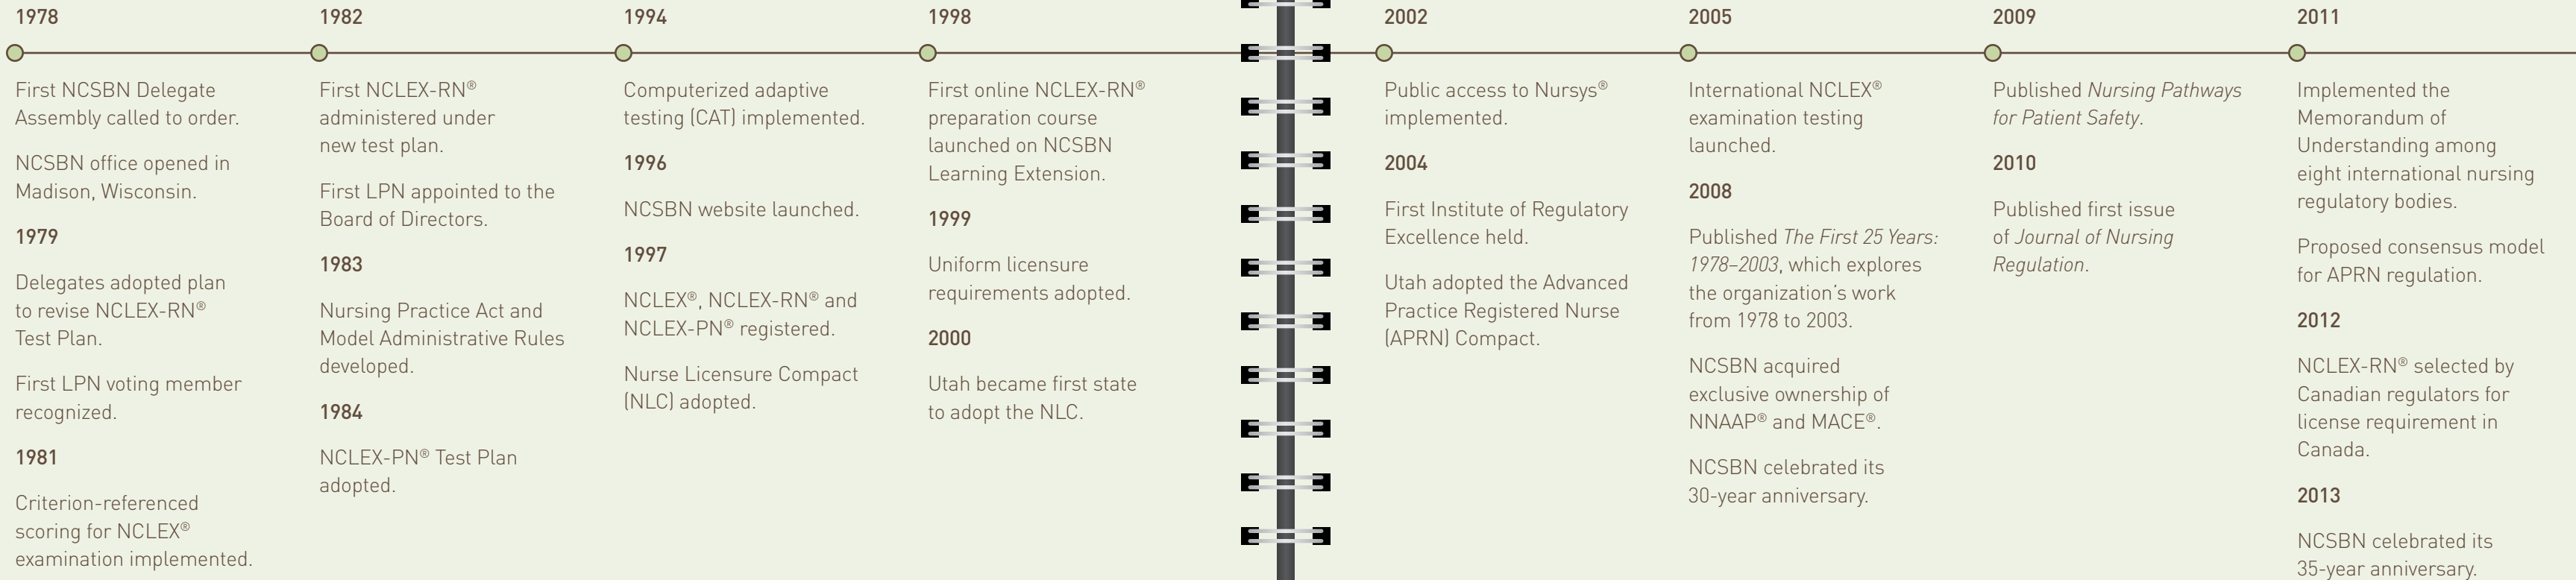 1978
First NCSBN Delegate
Assembly called to order.
NCSBN office opened in
Madison, Wisconsin.
1979
Delegates adopted plan
to revise NCLEX-RN®
Test Plan.
First LPN voting member
recognized.
1981
Criterion-referenced
scoring for NCLEX®
examination implemented.
1982
First NCLEX-RN®
administered under
new test plan.
First LPN appointed to the
Board of Directors.
1983
Nursing Practice Act and
Model Administrative Rules
developed.
1984
NCLEX-PN® Test Plan
adopted.
1994
Computerized adaptive
testing (CAT) implemented.
1996
NCSBN website launched.
1997
NCLEX®, NCLEX-RN® and
NCLEX-PN® registered.
Nurse Licensure Compact
(NLC) adopted.
1998
First online NCLEX-RN®
preparation course
launched on NCSBN
Learning Extension.
1999
Uniform licensure
requirements adopted.
2000
Utah became first state
to adopt the NLC.
2002
Public access to Nursys®
implemented.
2004
First Institute of Regulatory
Excellence held.
Utah adopted the Advanced
Practice Registered Nurse
(APRN) Compact.
2005
International NCLEX®
examination testing
launched.
2008
Published The First 25 Years:
1978–2003, which explores
the organization's work
from 1978 to 2003.
NCSBN acquired
exclusive ownership of
NNAAP® and MACE®.
NCSBN celebrated its
30-year anniversary.
2009
Published Nursing Pathways
for Patient Safety.
2010
Published first issue
of Journal of Nursing
Regulation.
2011
Implemented the
Memorandum of
Understanding among
eight international nursing
regulatory bodies.
Proposed consensus model
for APRN regulation.
2012
NCLEX-RN® selected by
Canadian regulators for
license requirement in
Canada.
2013
NCSBN celebrated its
35-year anniversary.